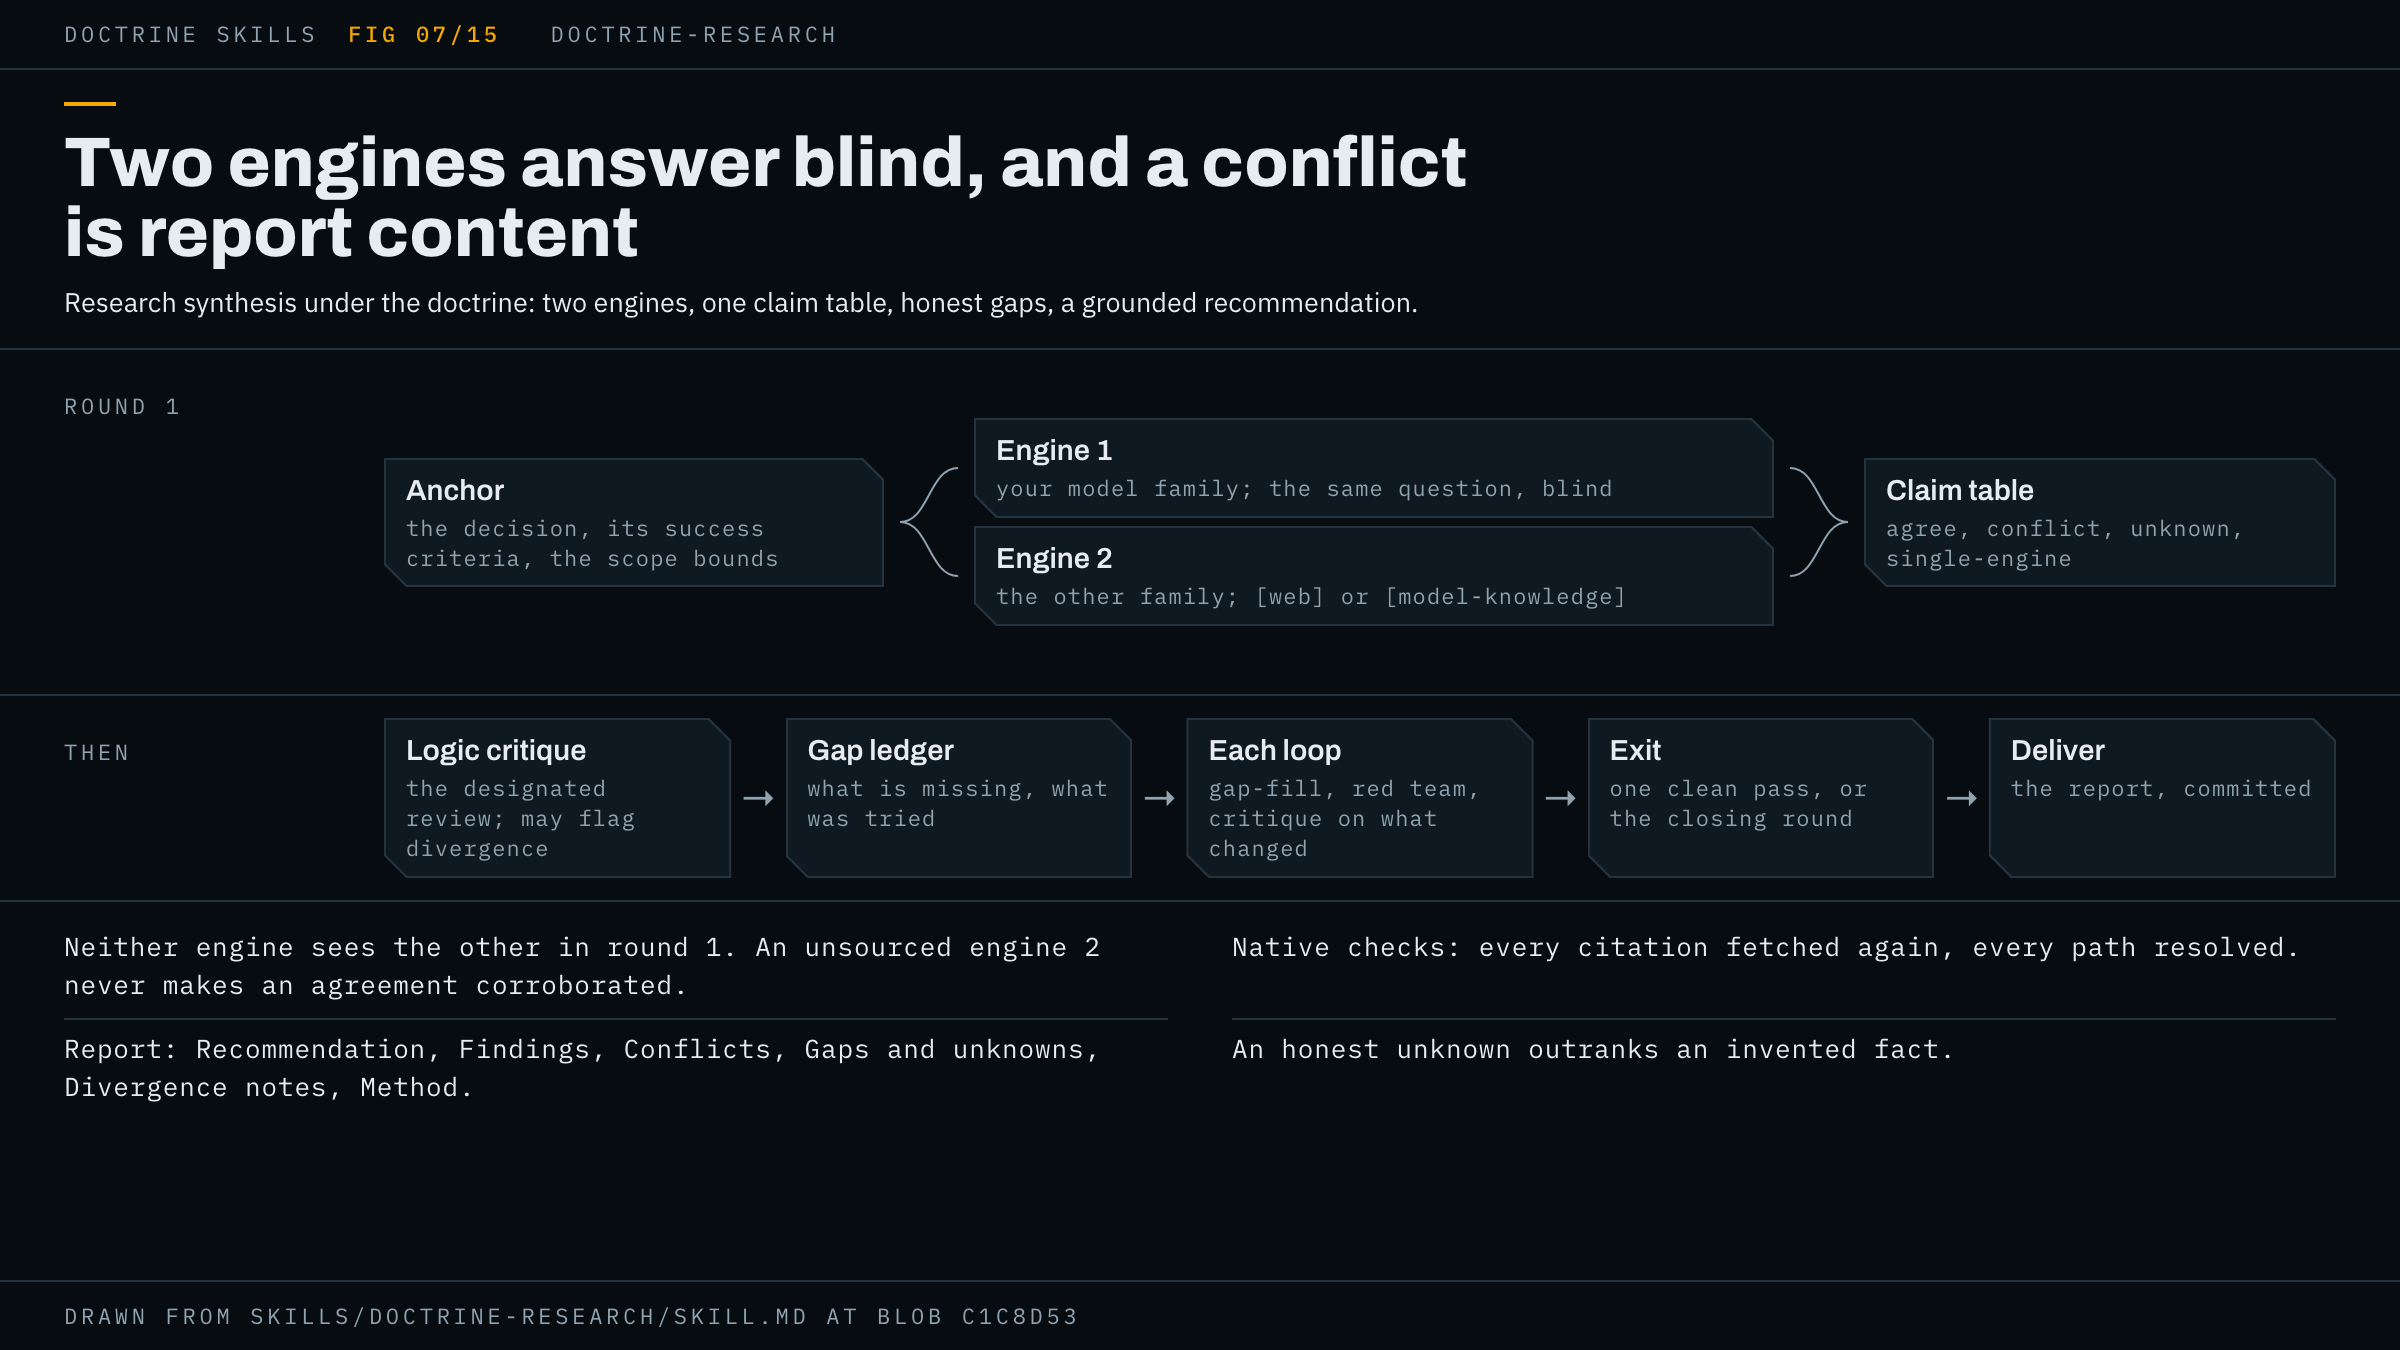 DOCTRINE SKILLS FIG 07/15 DOCTRINE-RESEARCH
Two engines answer blind, and a conflict
is report content
Research synthesis under the doctrine: two engines, one claim table, honest gaps, a grounded recommendation.
ROUND 1
Anchor
the decision, its success
criteria, the scope bounds
Engine 1
your model family; the same question, blind
Engine 2
the other family; [web] or [model-knowledge]
Claim table
agree, conflict, unknown,
single-engine
THEN
Logic critique
the designated
review; may flag
divergence
Gap ledger
what is missing, what
was tried
Each loop
gap-fill, red team,
critique on what
changed
Exit
one clean pass, or
the closing round
Deliver
the report, committed
Neither engine sees the other in round 1. An unsourced engine 2
never makes an agreement corroborated.
Native checks: every citation fetched again, every path resolved.
Report: Recommendation, Findings, Conflicts, Gaps and unknowns,
Divergence notes, Method.
An honest unknown outranks an invented fact.
DRAWN FROM SKILLS/DOCTRINE-RESEARCH/SKILL.MD AT BLOB C1C8D53